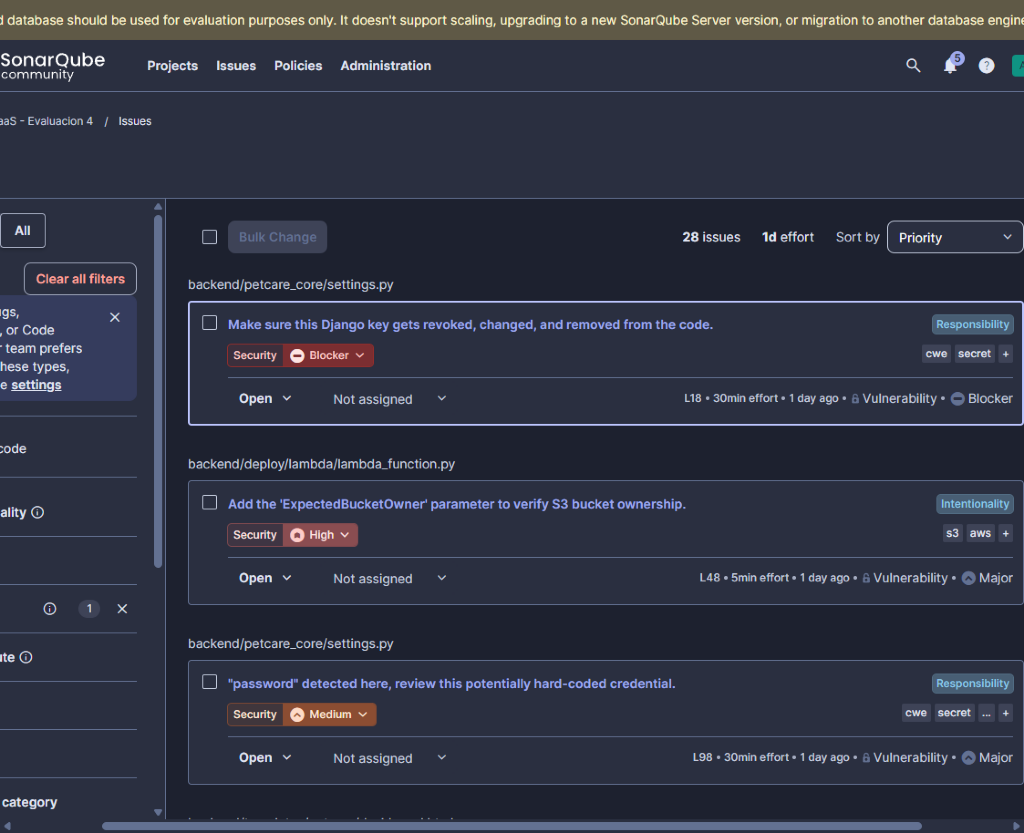 d database should be used for evaluation purposes only. It doesn't support scaling, upgrading to a new SonarQube Server version, or migration to another database engine
SonarQube
community
Projects Issues Policies Administration
5
?
aaS - Evaluacion 4 / Issues
All
Clear all filters
gs,
, or Code
r team prefers
hese types,
e settings
code
ality
1
ute
category
Bulk Change
28 issues 1d effort Sort by Priority
backend/petcare_core/settings.py
Make sure this Django key gets revoked, changed, and removed from the code. Responsibility
Security Blocker cwe secret +
Open Not assigned L18 • 30min effort • 1 day ago • Vulnerability • Blocker
backend/deploy/lambda/lambda_function.py
Add the 'ExpectedBucketOwner' parameter to verify S3 bucket ownership. Intentionality
Security High s3 aws +
Open Not assigned L48 • 5min effort • 1 day ago • Vulnerability • Major
backend/petcare_core/settings.py
"password" detected here, review this potentially hard-coded credential. Responsibility
Security Medium cwe secret ... +
Open Not assigned L98 • 30min effort • 1 day ago • Vulnerability • Major